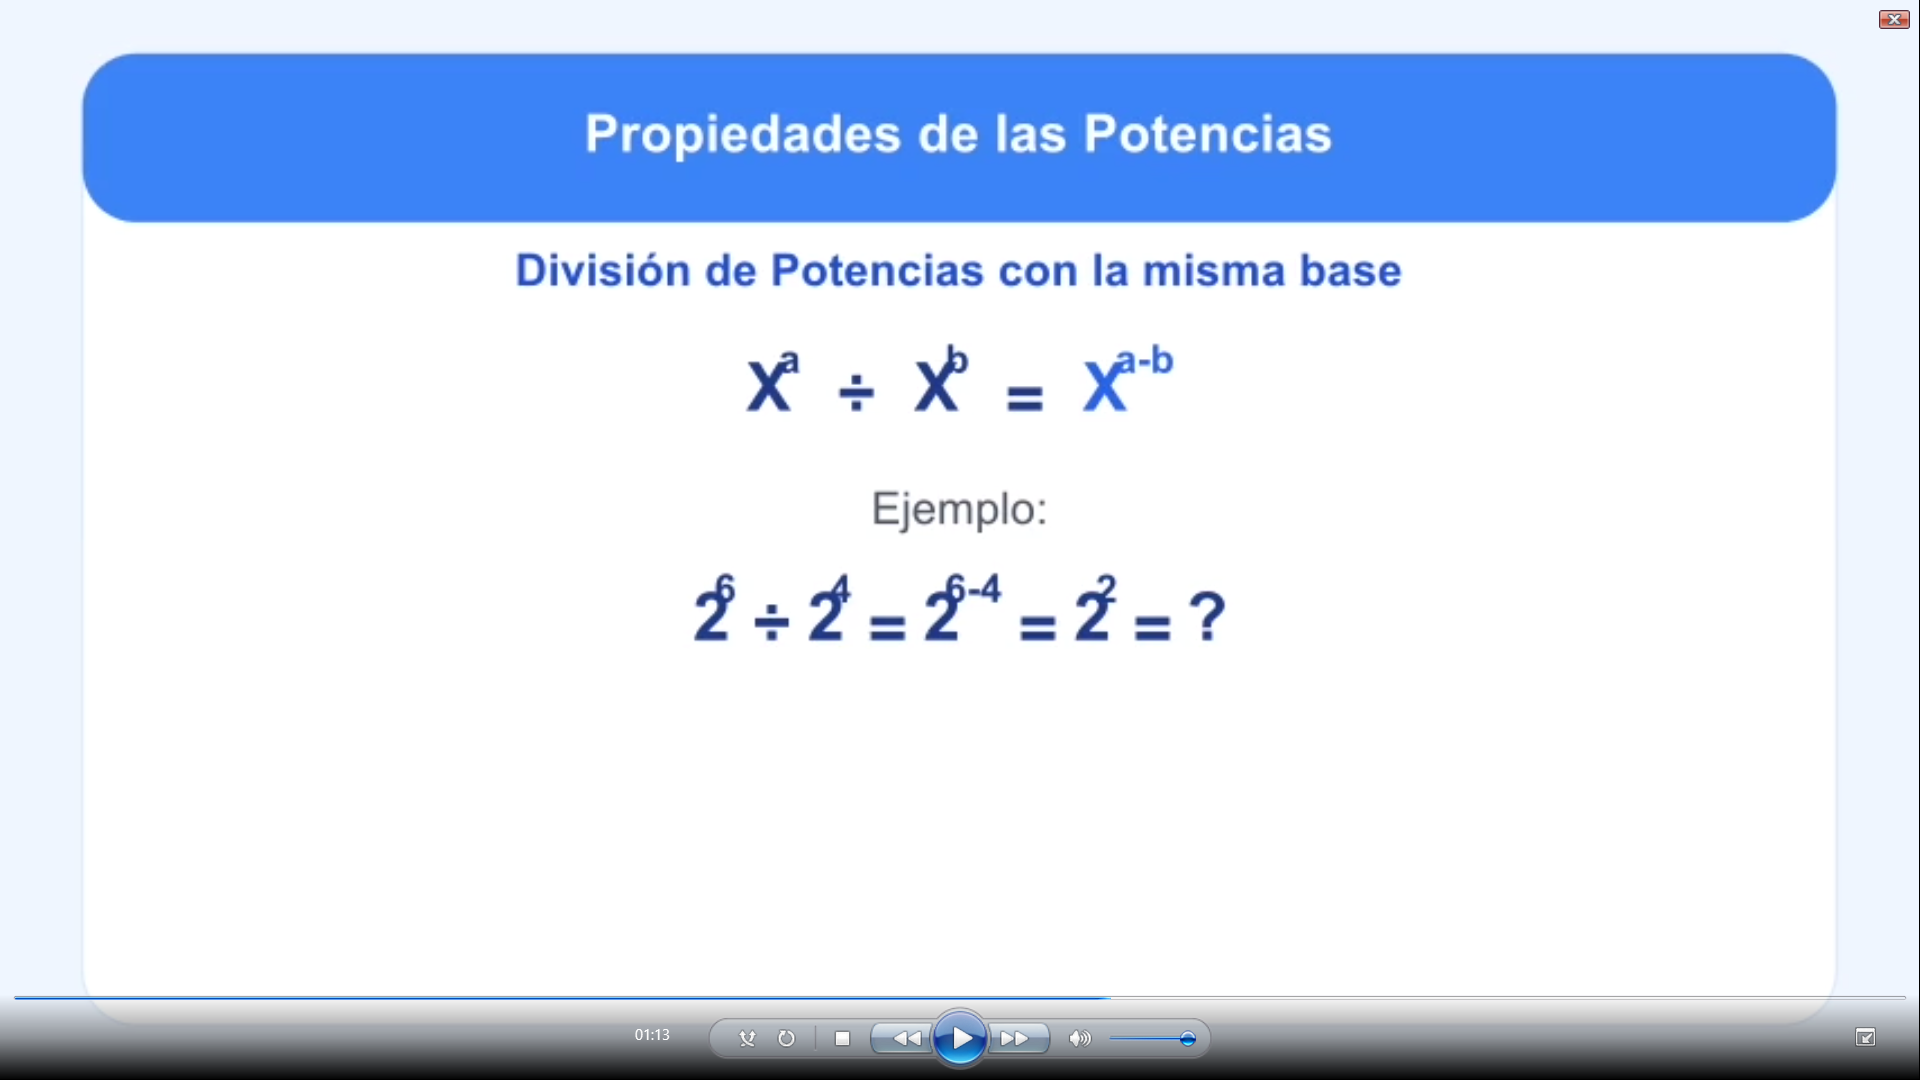 Propiedades de las Potencias
División de Potencias con la misma base
Xᵃ ÷ Xᵇ = Xᵃ⁻ᵇ
Ejemplo:
2⁶ ÷ 2⁴ = 2⁶⁻⁴ = 2² = ?
01:13